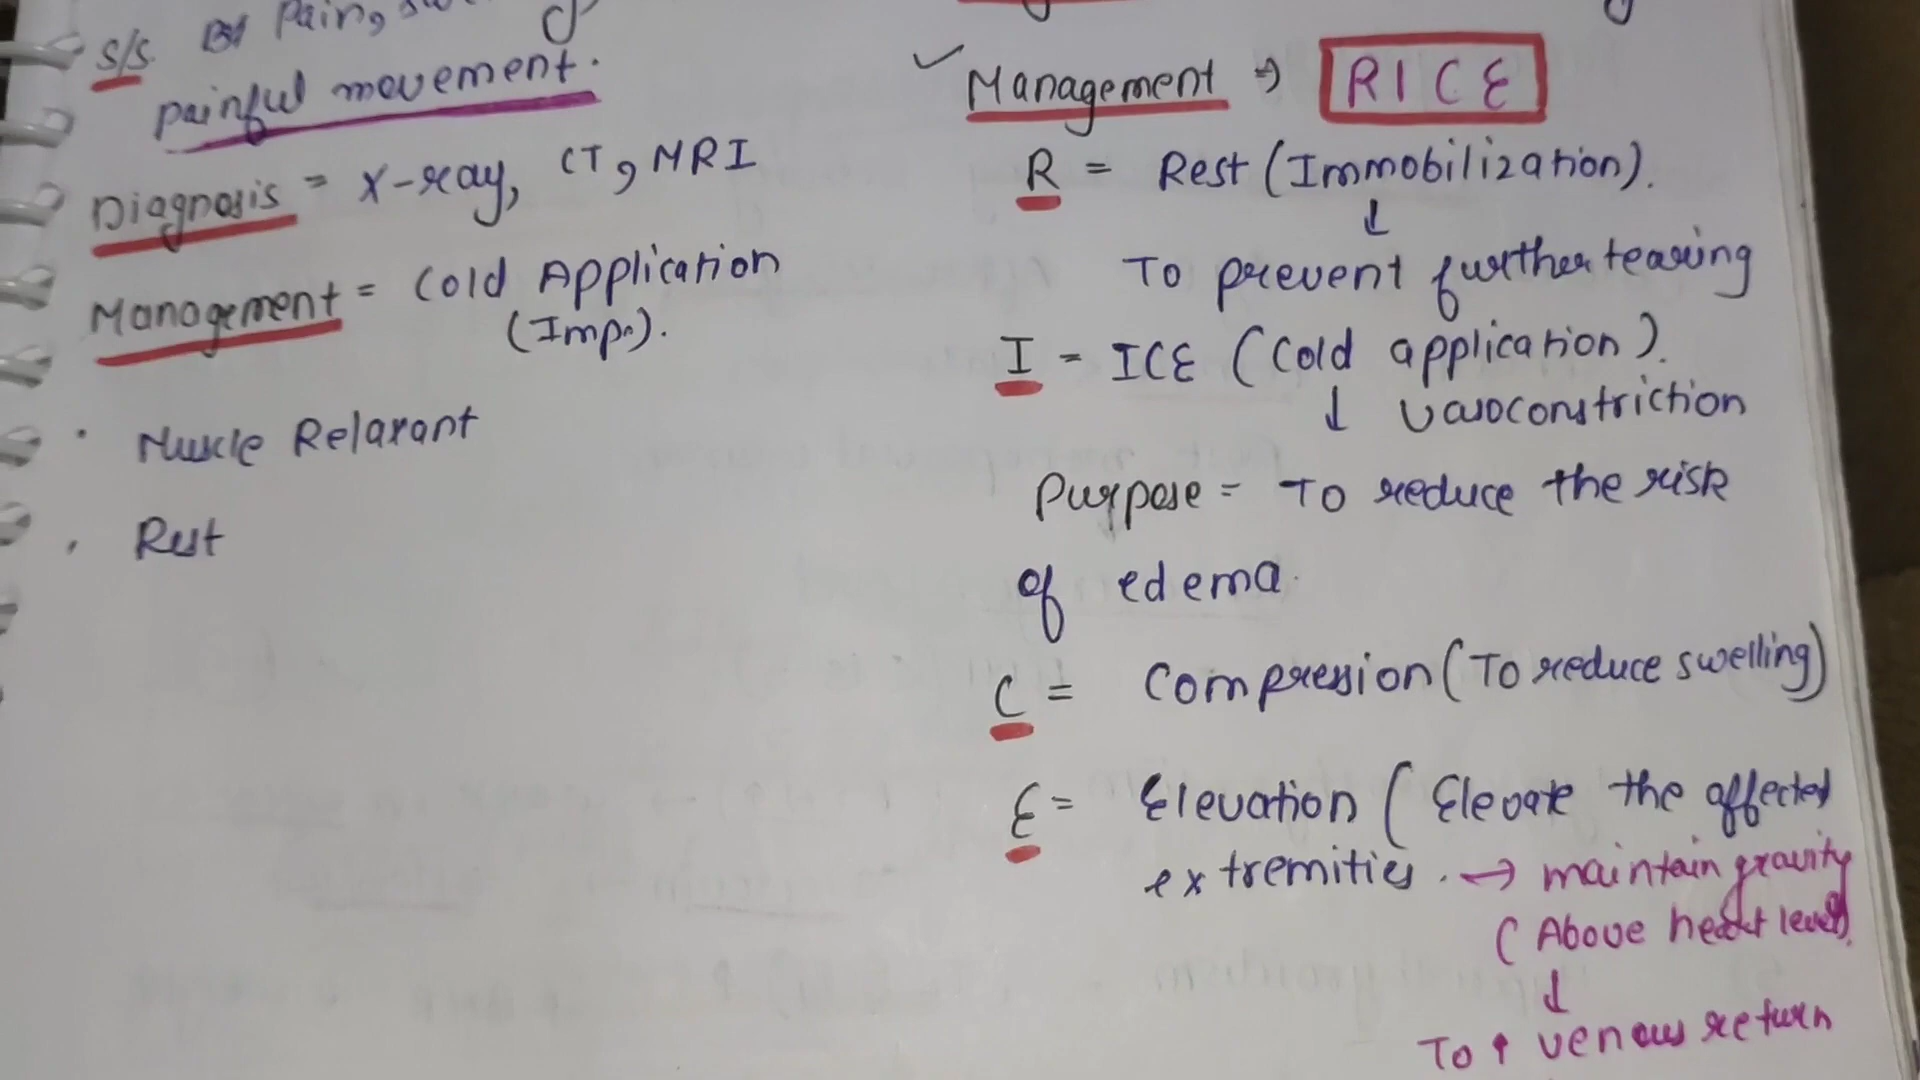 S/S Pain,
painful movement.
Diagnosis = X-ray, CT, MRI
Management = Cold Application
(Imp.).
• Muscle Relaxant
• Rest
✓ Management → RICE
R = Rest (Immobilization).
↓
To prevent further tearing
I - ICE (Cold application).
↓ Vasoconstriction
Purpose = To reduce the risk
of edema.
C = Compression (To reduce swelling)
E = Elevation ( Elevate the affected
extremities. → maintain gravity
( Above heart level).
↓
To ↑ venous return